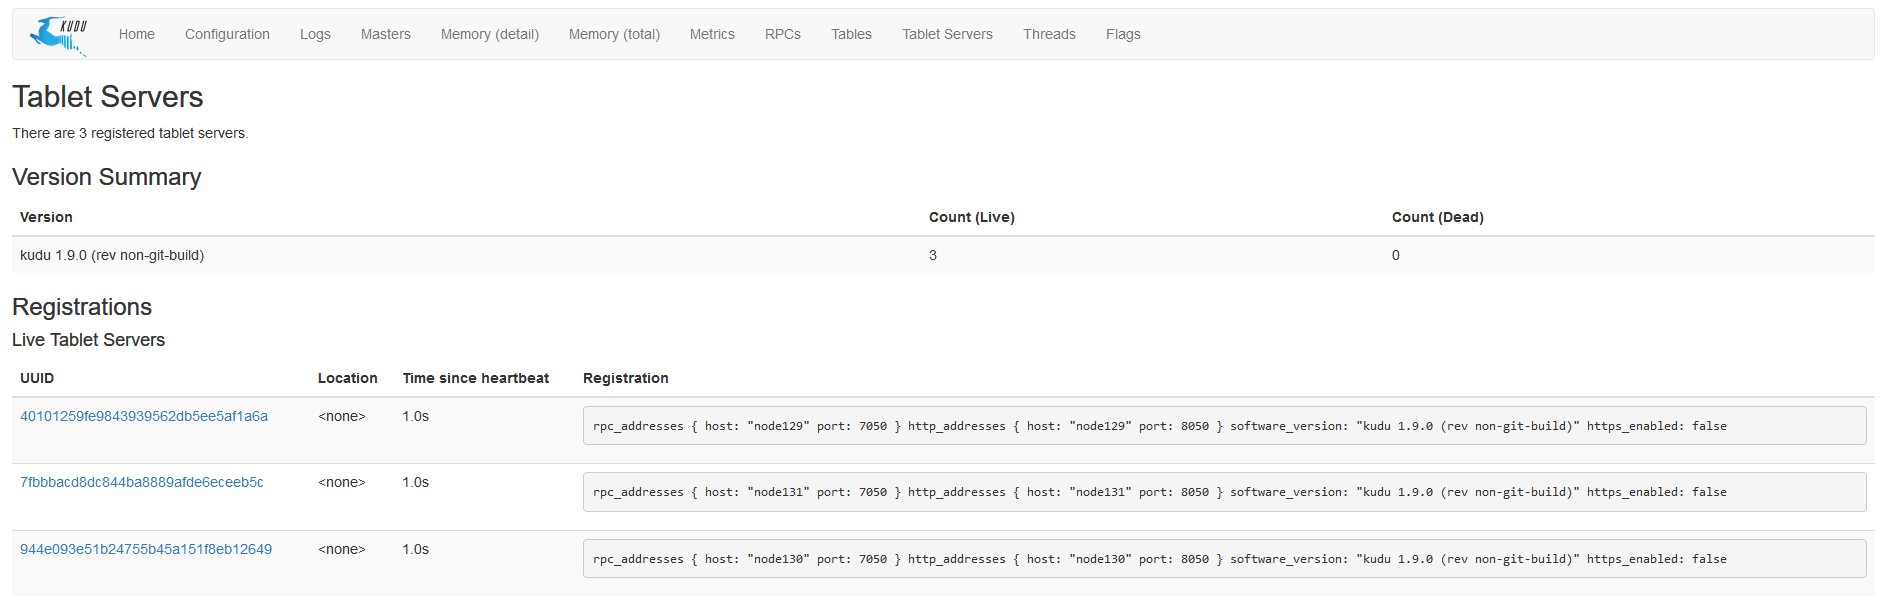 KUDU Home Configuration Logs Masters Memory (detail) Memory (total) Metrics RPCs Tables Tablet Servers Threads Flags
Tablet Servers
There are 3 registered tablet servers.
Version Summary
Version Count (Live) Count (Dead)
kudu 1.9.0 (rev non-git-build) 3 0
Registrations
Live Tablet Servers
UUID Location Time since heartbeat Registration
40101259fe9843939562db5ee5af1a6a <none> 1.0s rpc_addresses { host: "node129" port: 7050 } http_addresses { host: "node129" port: 8050 } software_version: "kudu 1.9.0 (rev non-git-build)" https_enabled: false
7fbbbacd8dc844ba8889afde6eceeb5c <none> 1.0s rpc_addresses { host: "node131" port: 7050 } http_addresses { host: "node131" port: 8050 } software_version: "kudu 1.9.0 (rev non-git-build)" https_enabled: false
944e093e51b24755b45a151f8eb12649 <none> 1.0s rpc_addresses { host: "node130" port: 7050 } http_addresses { host: "node130" port: 8050 } software_version: "kudu 1.9.0 (rev non-git-build)" https_enabled: false